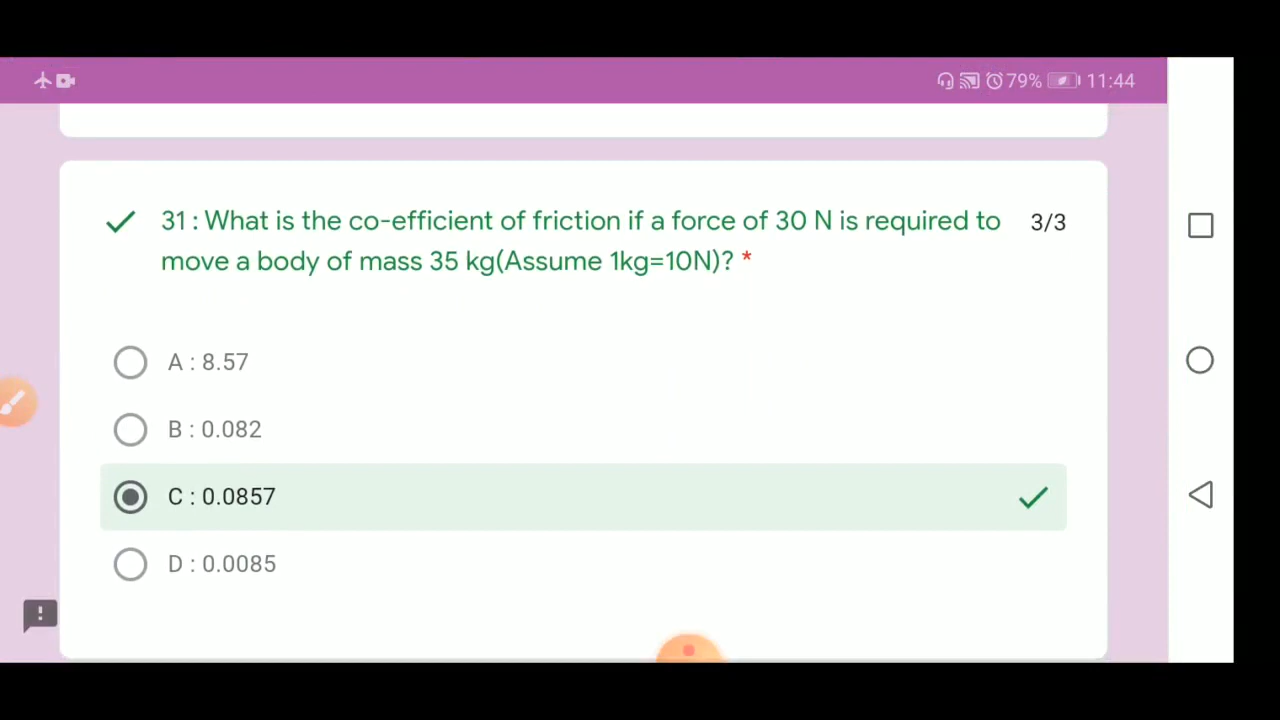 79% 11:44
31 : What is the co-efficient of friction if a force of 30 N is required to 3/3
move a body of mass 35 kg(Assume 1kg=10N)? *
A : 8.57
B : 0.082
C : 0.0857
D : 0.0085